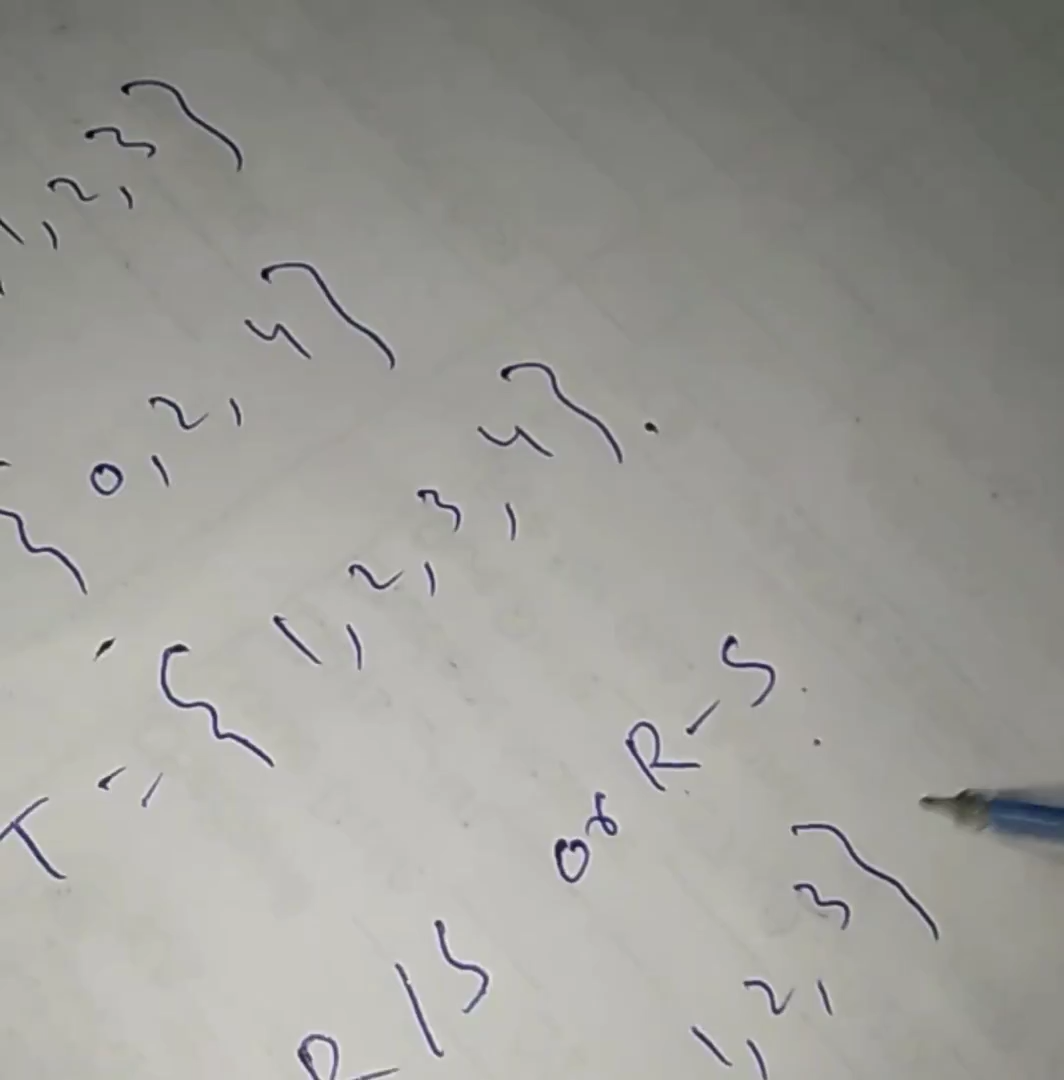 1, 2, 3}
{0, 2, 4}
T = {1, 2, 3, 4}.
R/S or R-S
1, 2, 3}